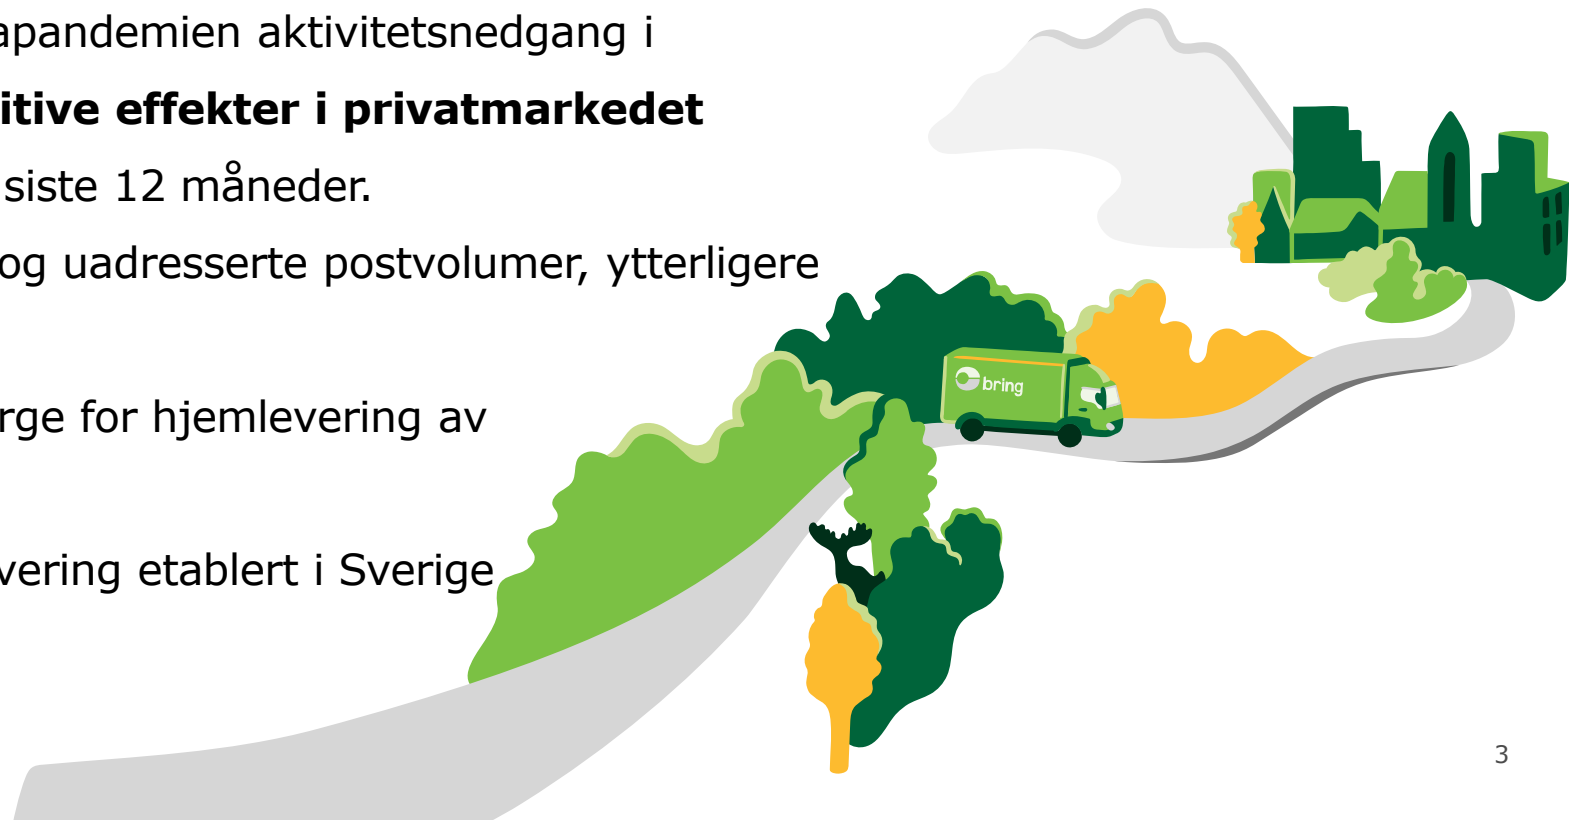 apandemien aktivitetsnedgang i
itive effekter i privatmarkedet
siste 12 måneder.
og uadresserte postvolumer, ytterligere
rge for hjemlevering av
vering etablert i Sverige
bring
3